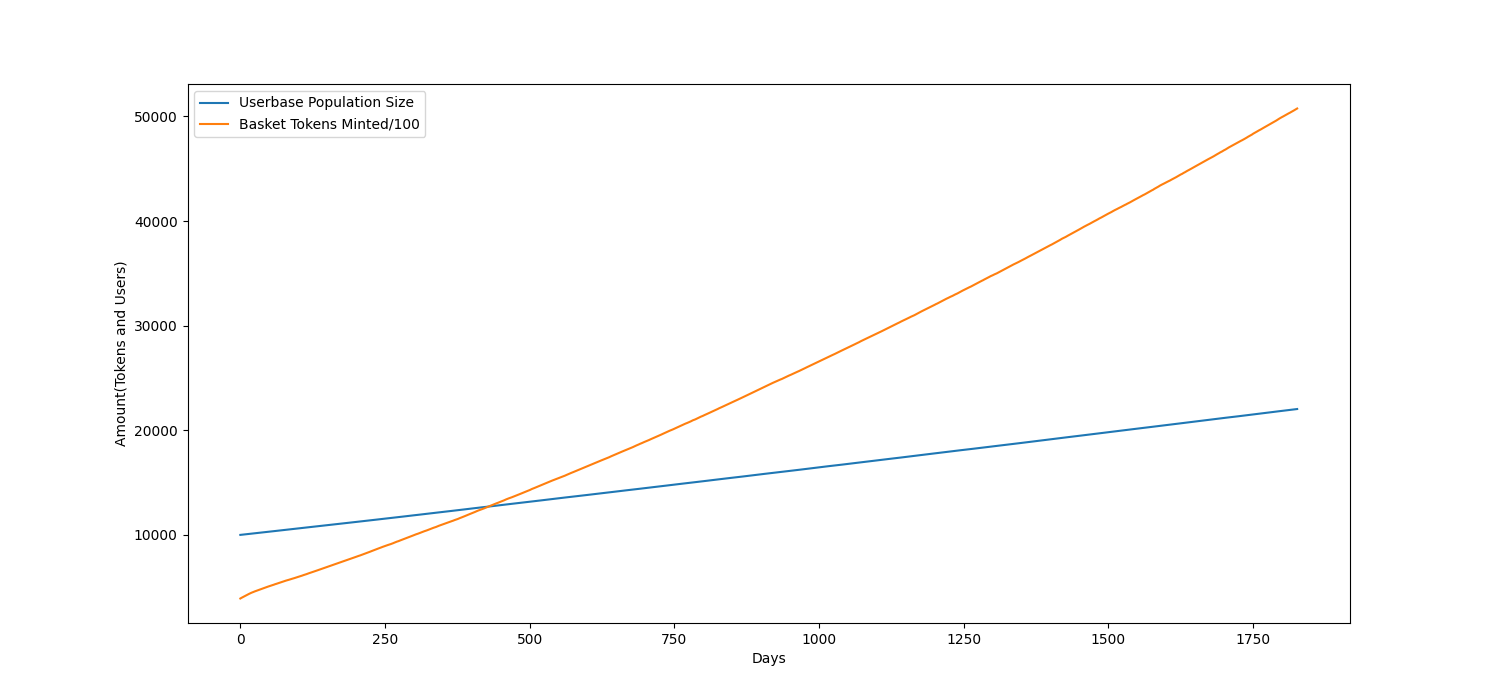 Userbase Population Size
Basket Tokens Minted/100
50000
40000
30000
20000
10000
Amount(Tokens and Users)
0 250 500 750 1000 1250 1500 1750
Days